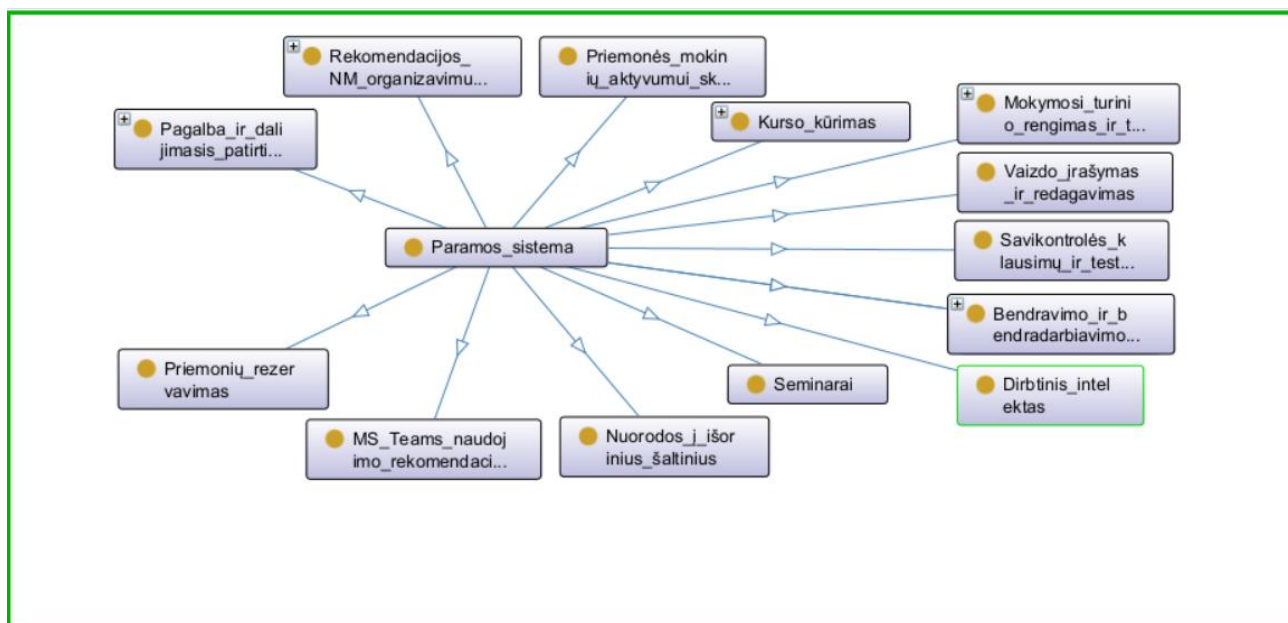 Rekomendacijos_
NM_organizavimu...
Priemonės_mokin
ių_aktyvumui_sk...
Pagalba_ir_dali
jimasis_patirti...
Kurso_kūrimas
Mokymosi_turini
o_rengimas_ir_t...
Vaizdo_įrašymas
_ir_redagavimas
Paramos_sistema
Savikontrolės_k
lausimų_ir_test...
Bendravimo_ir_b
endradarbiavimo...
Priemonių_rezer
vavimas
Seminarai
Dirbtinis_intel
ektas
MS_Teams_naudoj
imo_rekomendaci...
Nuorodos_į_išor
inius_šaltinius